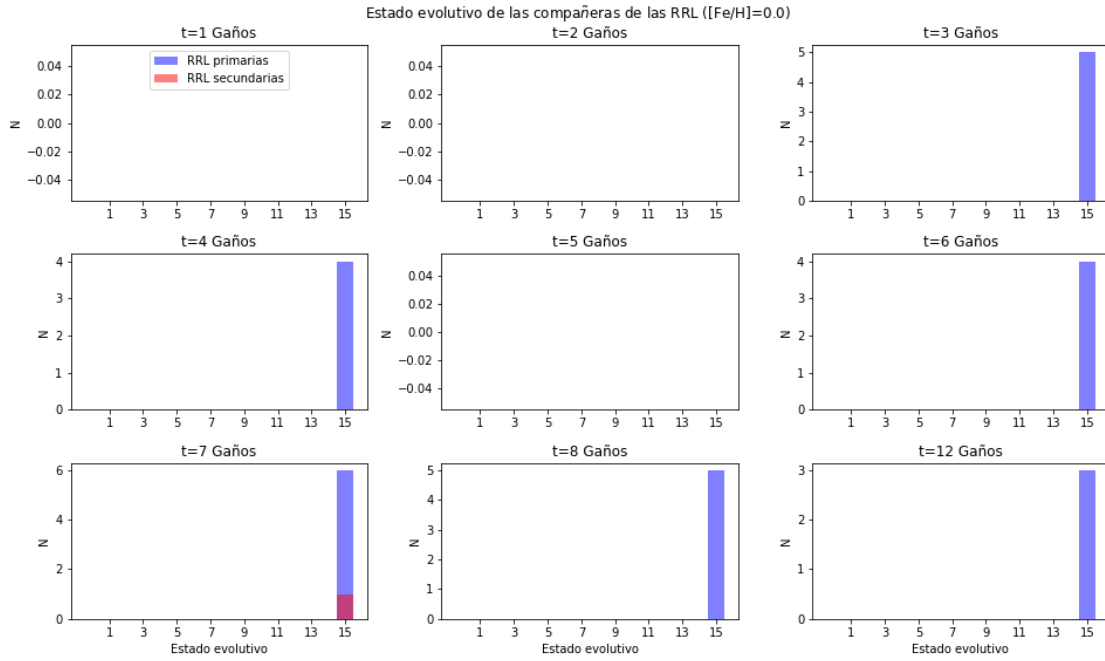 Estado evolutivo de las compañeras de las RRL ([Fe/H]=0.0)
t=1 Gaños
t=2 Gaños
t=3 Gaños
RRL primarias
RRL secundarias
N
0.04
0.02
0.00
−0.02
−0.04
1 3 5 7 9 11 13 15
N
0.04
0.02
0.00
−0.02
−0.04
1 3 5 7 9 11 13 15
N
5
4
3
2
1
0
1 3 5 7 9 11 13 15
t=4 Gaños
t=5 Gaños
t=6 Gaños
N
4
3
2
1
0
1 3 5 7 9 11 13 15
N
0.04
0.02
0.00
−0.02
−0.04
1 3 5 7 9 11 13 15
N
4
3
2
1
0
1 3 5 7 9 11 13 15
t=7 Gaños
t=8 Gaños
t=12 Gaños
N
6
4
2
0
1 3 5 7 9 11 13 15
Estado evolutivo
N
5
4
3
2
1
0
1 3 5 7 9 11 13 15
Estado evolutivo
N
3
2
1
0
1 3 5 7 9 11 13 15
Estado evolutivo